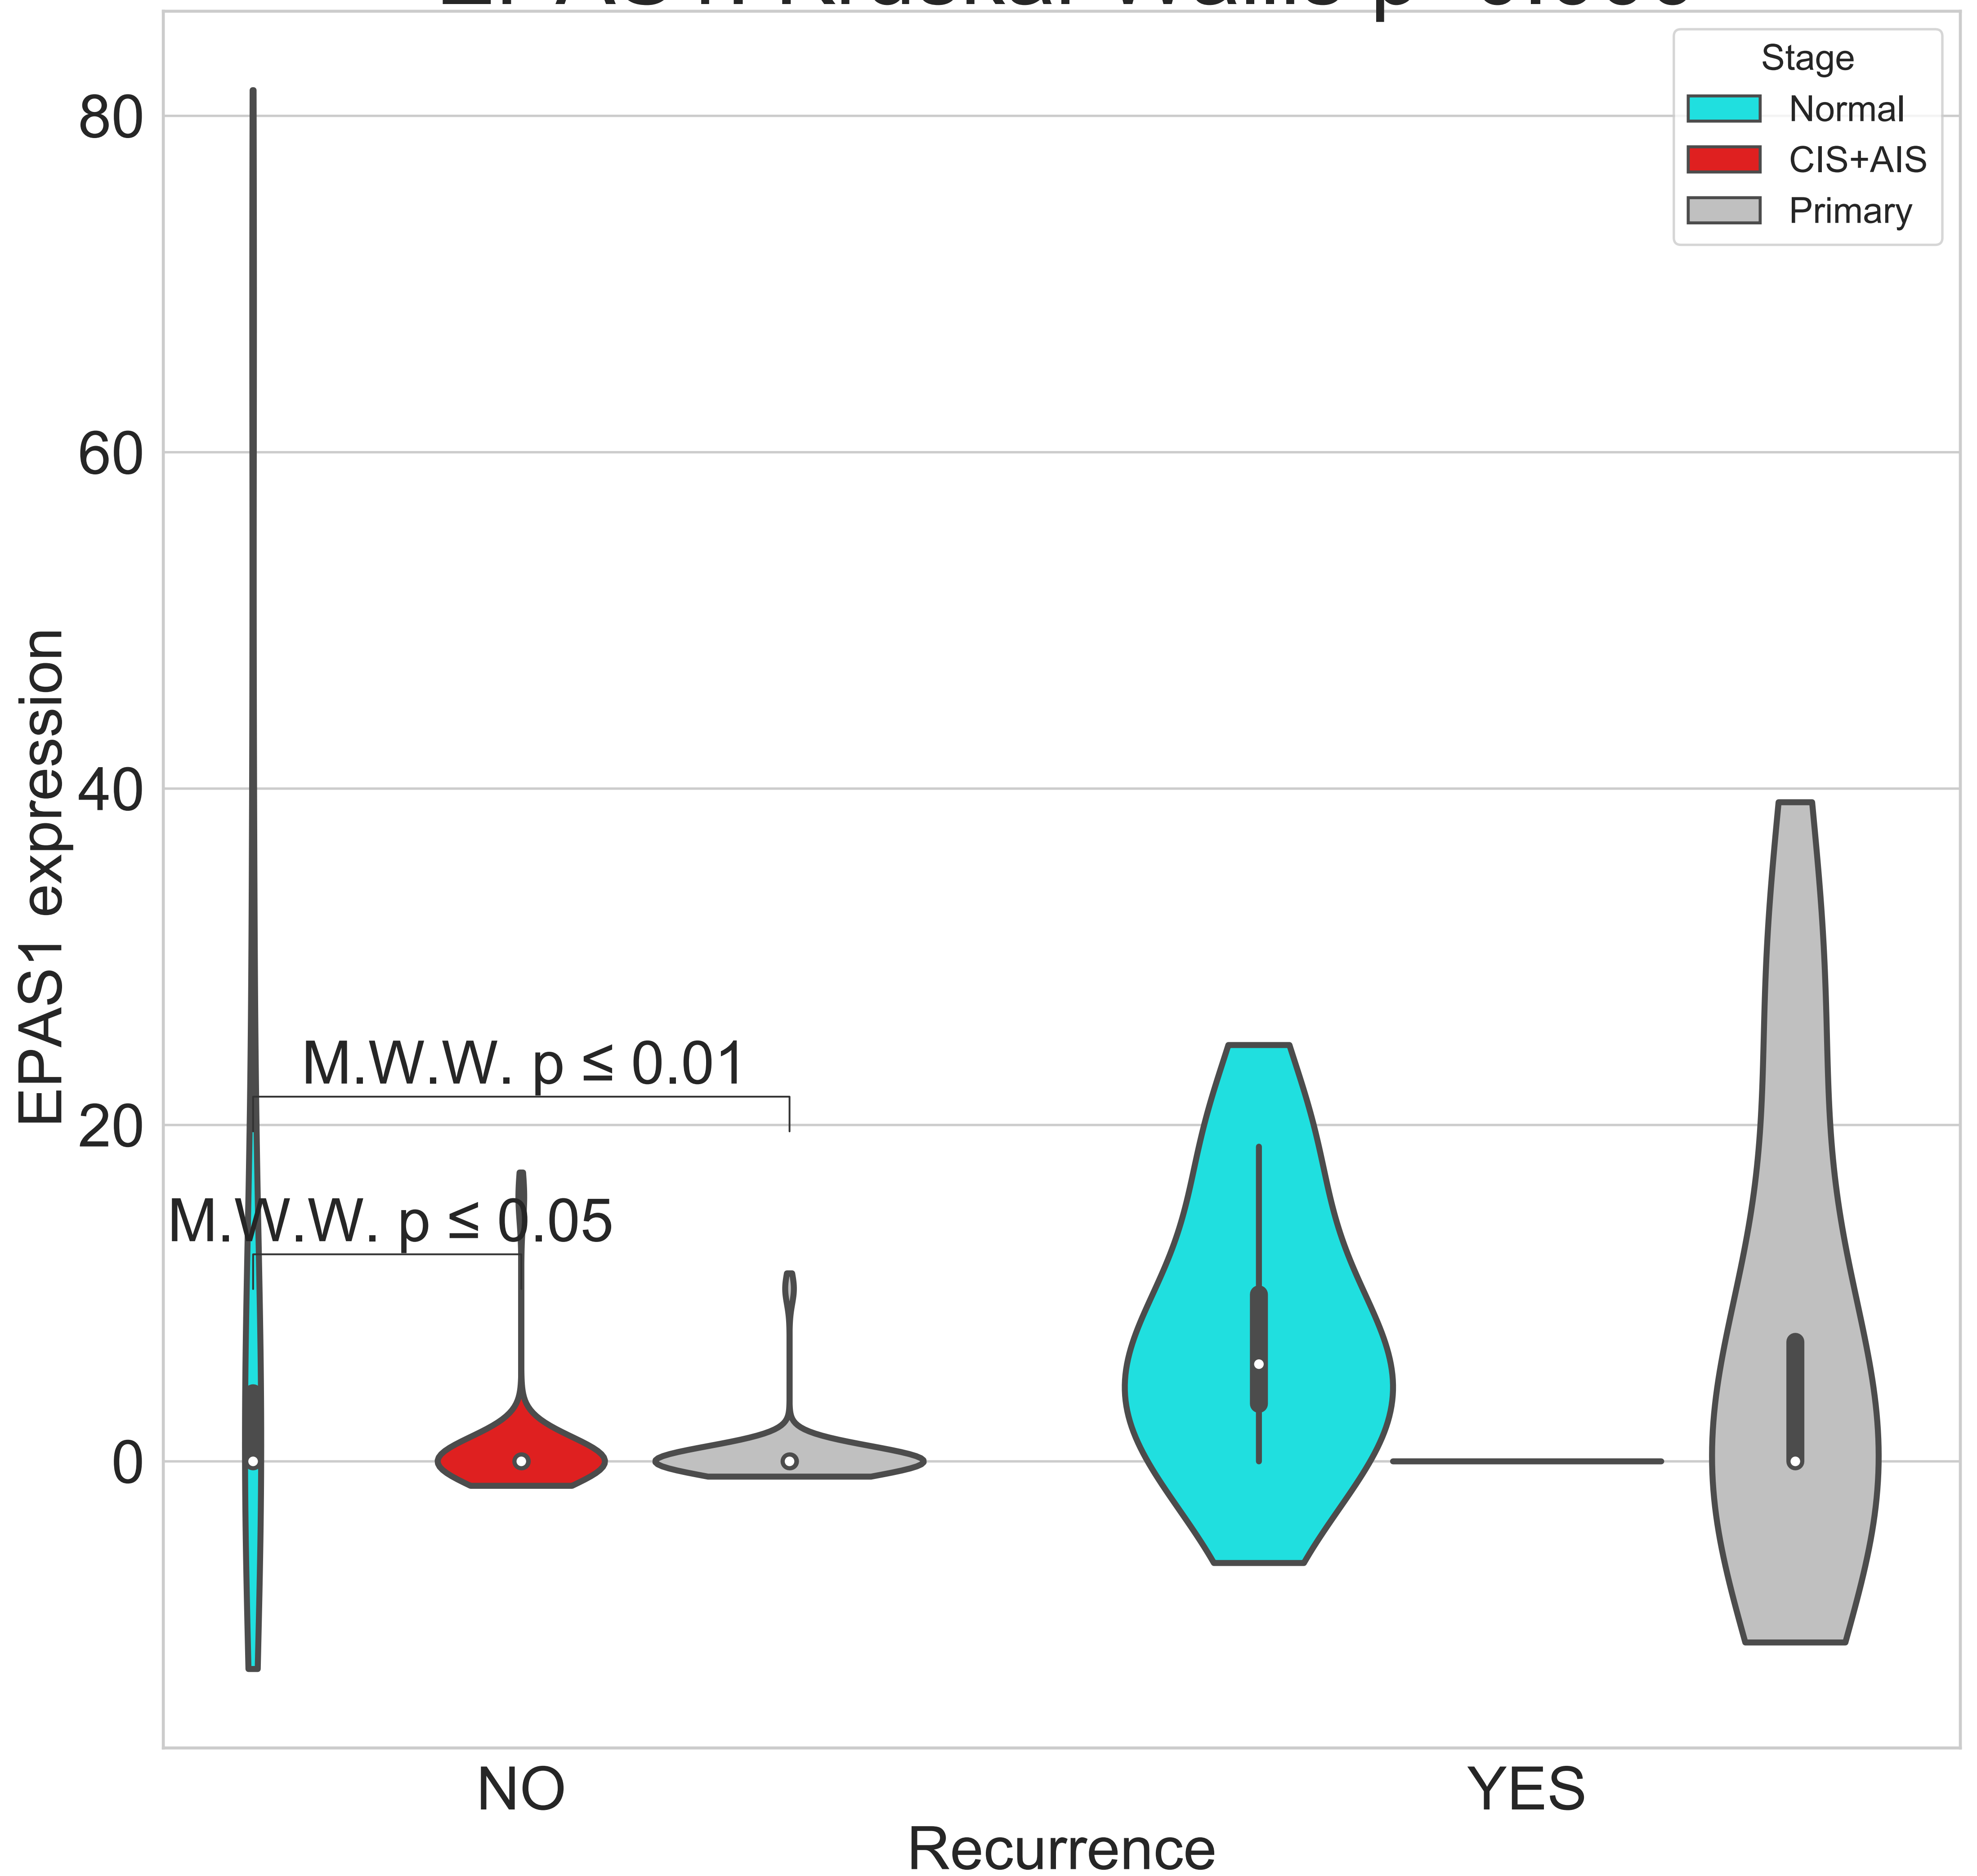 Stage
Normal
CIS+AIS
Primary
80
60
40
20
0
EPAS1 expression
M.W.W. p ≤ 0.01
M.W.W. p ≤ 0.05
NO
YES
Recurrence